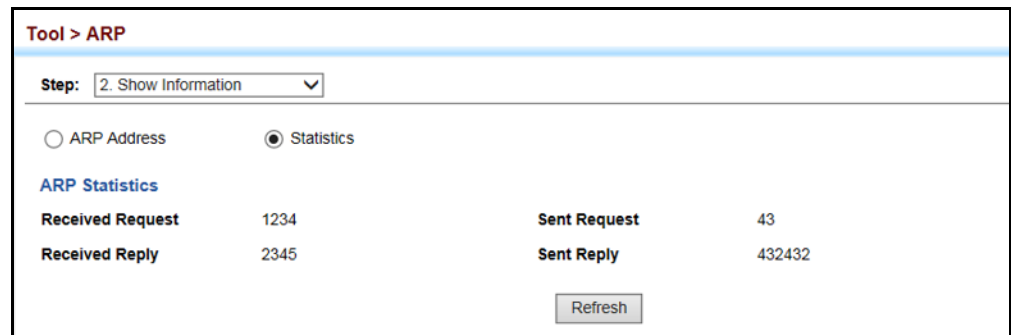 Tool > ARP
Step: 2. Show Information
ARP Address Statistics
ARP Statistics
Received Request 1234 Sent Request 43
Received Reply 2345 Sent Reply 432432
Refresh